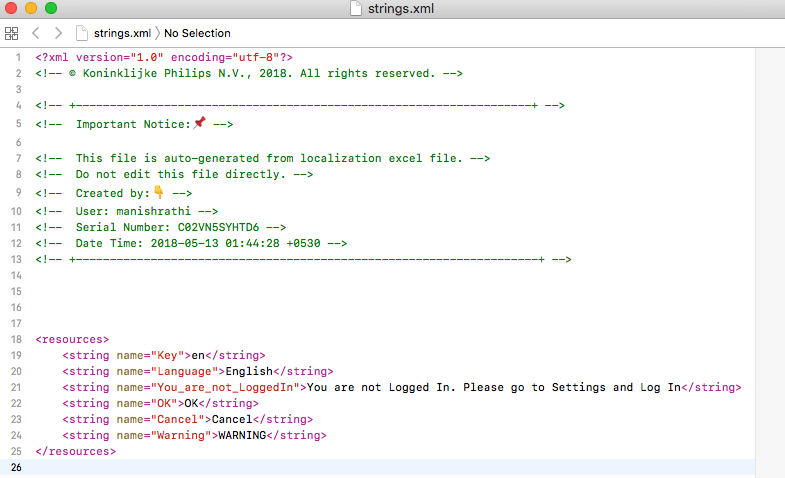 strings.xml
strings.xml 〉 No Selection
1 <?xml version="1.0" encoding="utf-8"?>
2 <!-- © Koninklijke Philips N.V., 2018. All rights reserved. -->
3
4 <!-- +-------------------------------------------------------------------+ -->
5 <!--  Important Notice:📌 -->
6
7 <!--  This file is auto-generated from localization excel file. -->
8 <!--  Do not edit this file directly. -->
9 <!--  Created by:👇 -->
10 <!--  User: manishrathi -->
11 <!--  Serial Number: C02VN5SYHTD6 -->
12 <!--  Date Time: 2018-05-13 01:44:28 +0530 -->
13 <!-- +--------------------------------------------------------------------+ -->
14
15
16
17
18 <resources>
19     <string name="Key">en</string>
20     <string name="Language">English</string>
21     <string name="You_are_not_LoggedIn">You are not Logged In. Please go to Settings and Log In</string>
22     <string name="OK">OK</string>
23     <string name="Cancel">Cancel</string>
24     <string name="Warning">WARNING</string>
25 </resources>
26